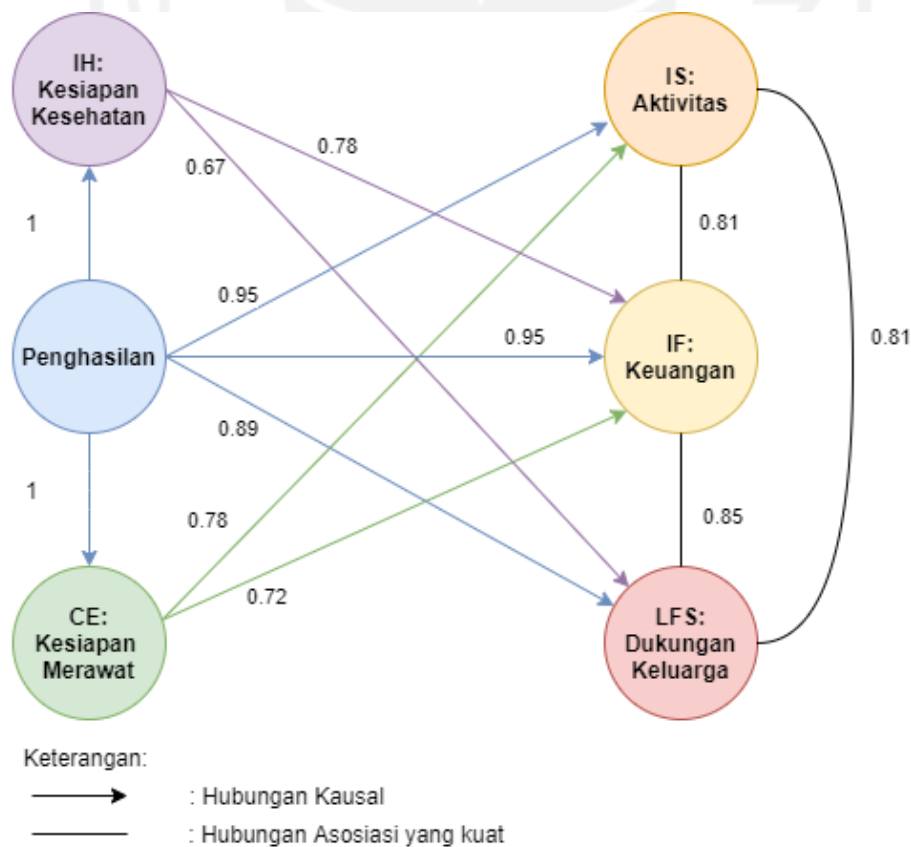 IH:
Kesiapan
Kesehatan
IS:
Aktivitas
0.78
0.67
1
0.81
0.95
Penghasilan
0.95
IF:
Keuangan
0.81
0.89
1
0.78
0.85
0.72
CE:
Kesiapan
Merawat
LFS:
Dukungan
Keluarga
Keterangan:
: Hubungan Kausal
: Hubungan Asosiasi yang kuat